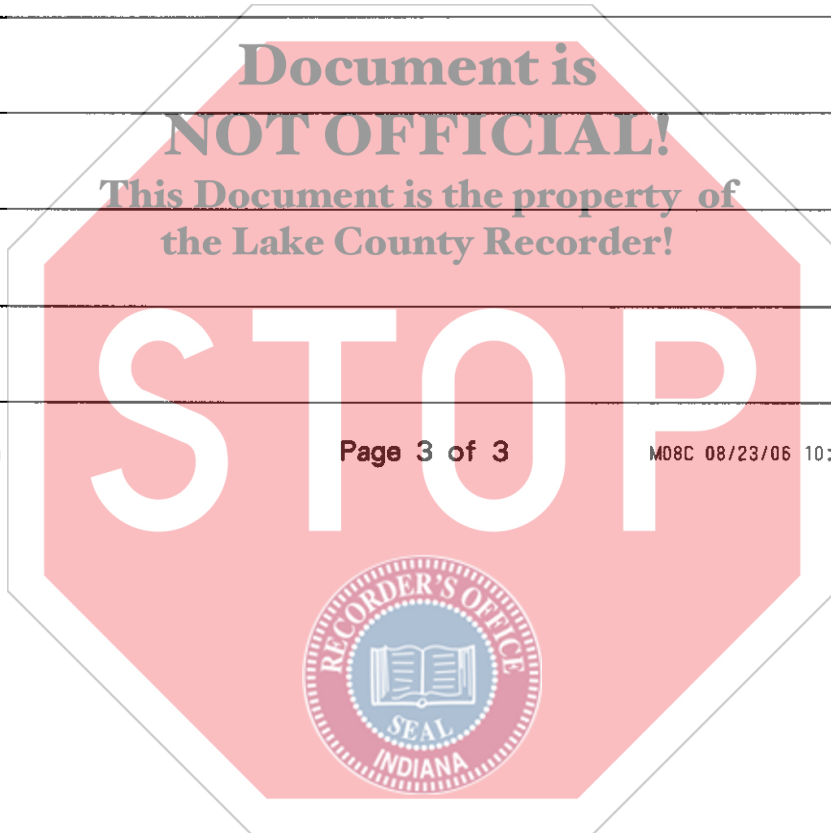 Document is
NOT OFFICIAL!
This Document is the property of
the Lake County Recorder!
STOP
Page 3 of 3
M08C 08/23/06 10:
RECORDER'S OFFICE
SEAL
INDIANA